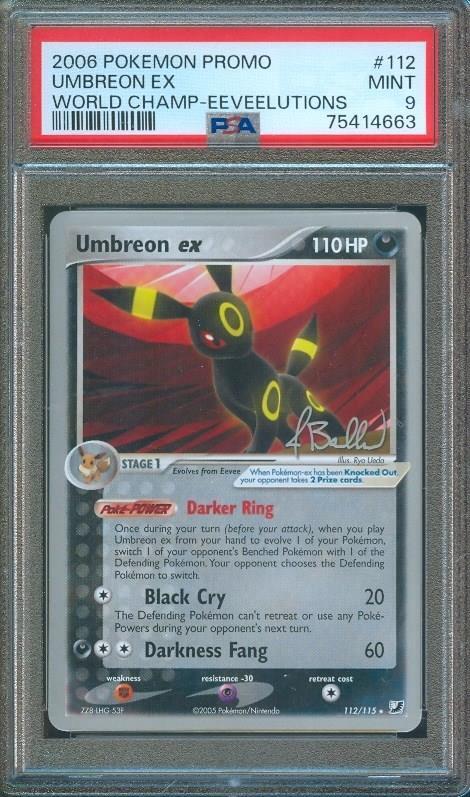 2006 POKEMON PROMO #112
UMBREON EX MINT
WORLD CHAMP-EEVEELUTIONS 9
PSA 75414663
Umbreon ex 110 HP
Illus. Ryo Ueda
STAGE 1 Evolves from Eevee
When Pokémon-ex has been Knocked Out,
your opponent takes 2 Prize cards.
Poké-POWER Darker Ring
Once during your turn (before your attack), when you play
Umbreon ex from your hand to evolve 1 of your Pokémon,
switch 1 of your opponent's Benched Pokémon with 1 of the
Defending Pokémon. Your opponent chooses the Defending
Pokémon to switch.
Black Cry 20
The Defending Pokémon can't retreat or use any Poké-
Powers during your opponent's next turn.
Darkness Fang 60
weakness resistance -30 retreat cost
ZZ8-LHG-53F ©2005 Pokémon/Nintendo 112/115